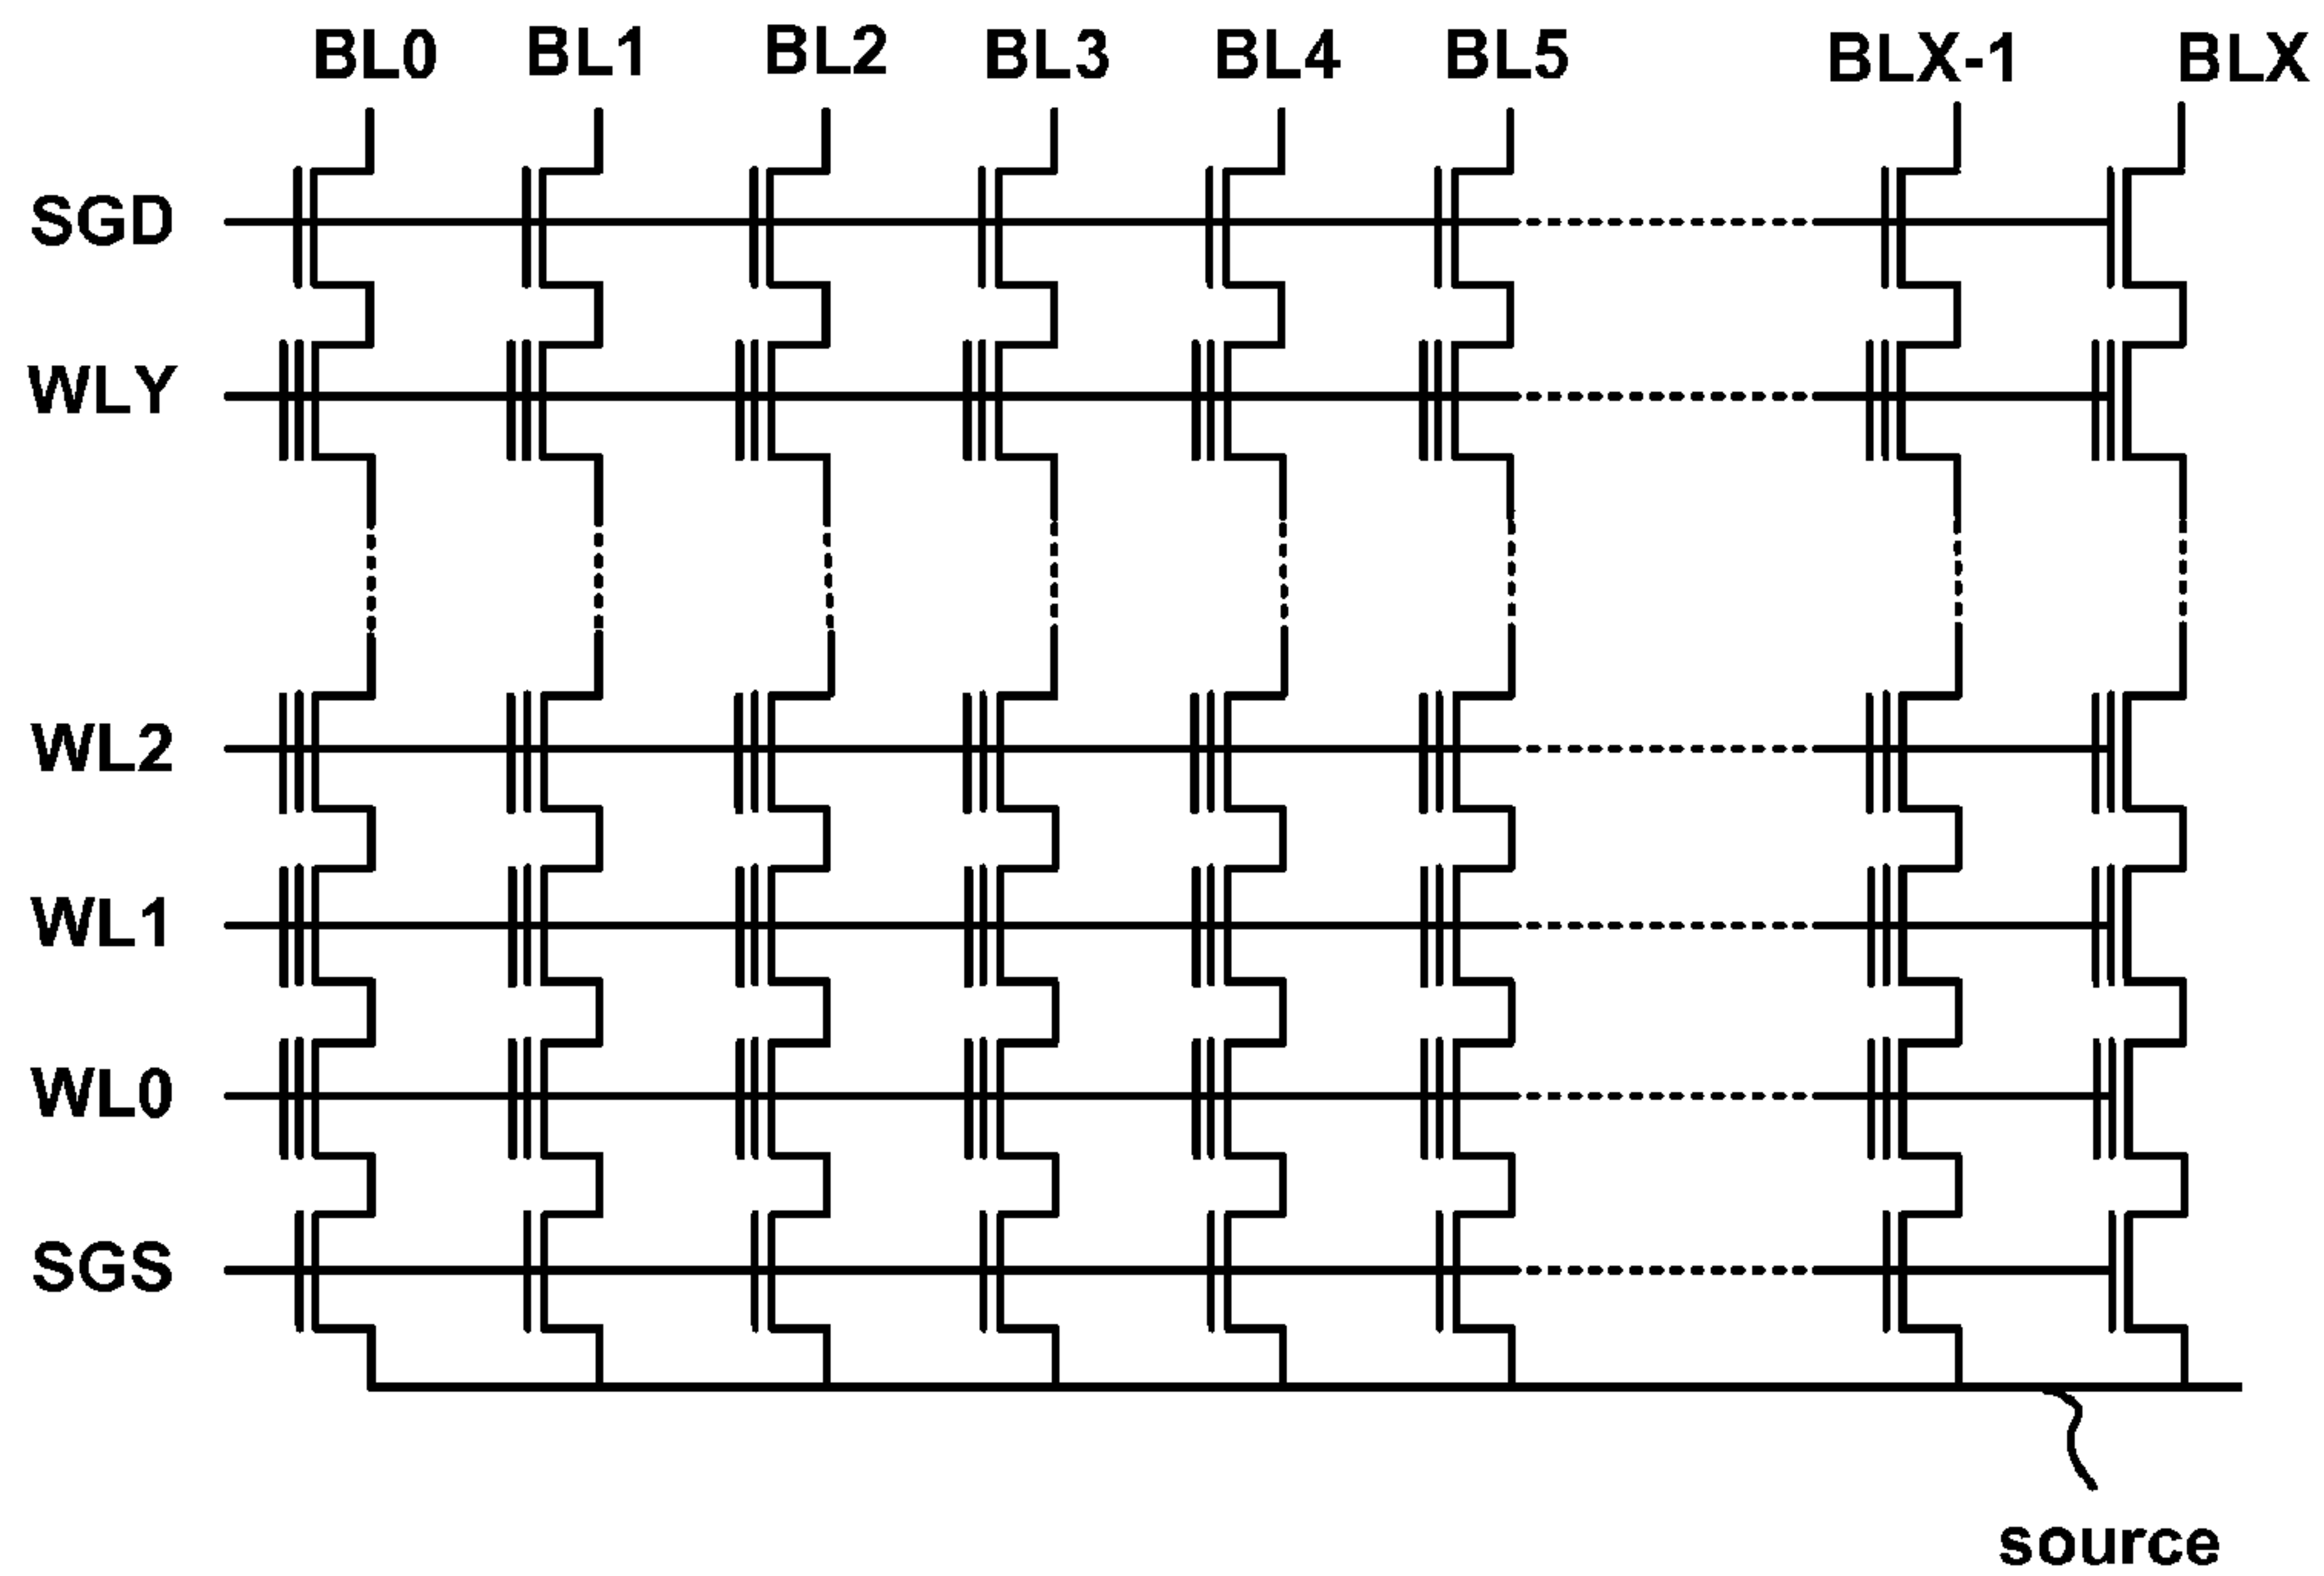 BL0 BL1 BL2 BL3 BL4 BL5 BLX-1 BLX
SGD
WLY
WL2
WL1
WL0
SGS
source